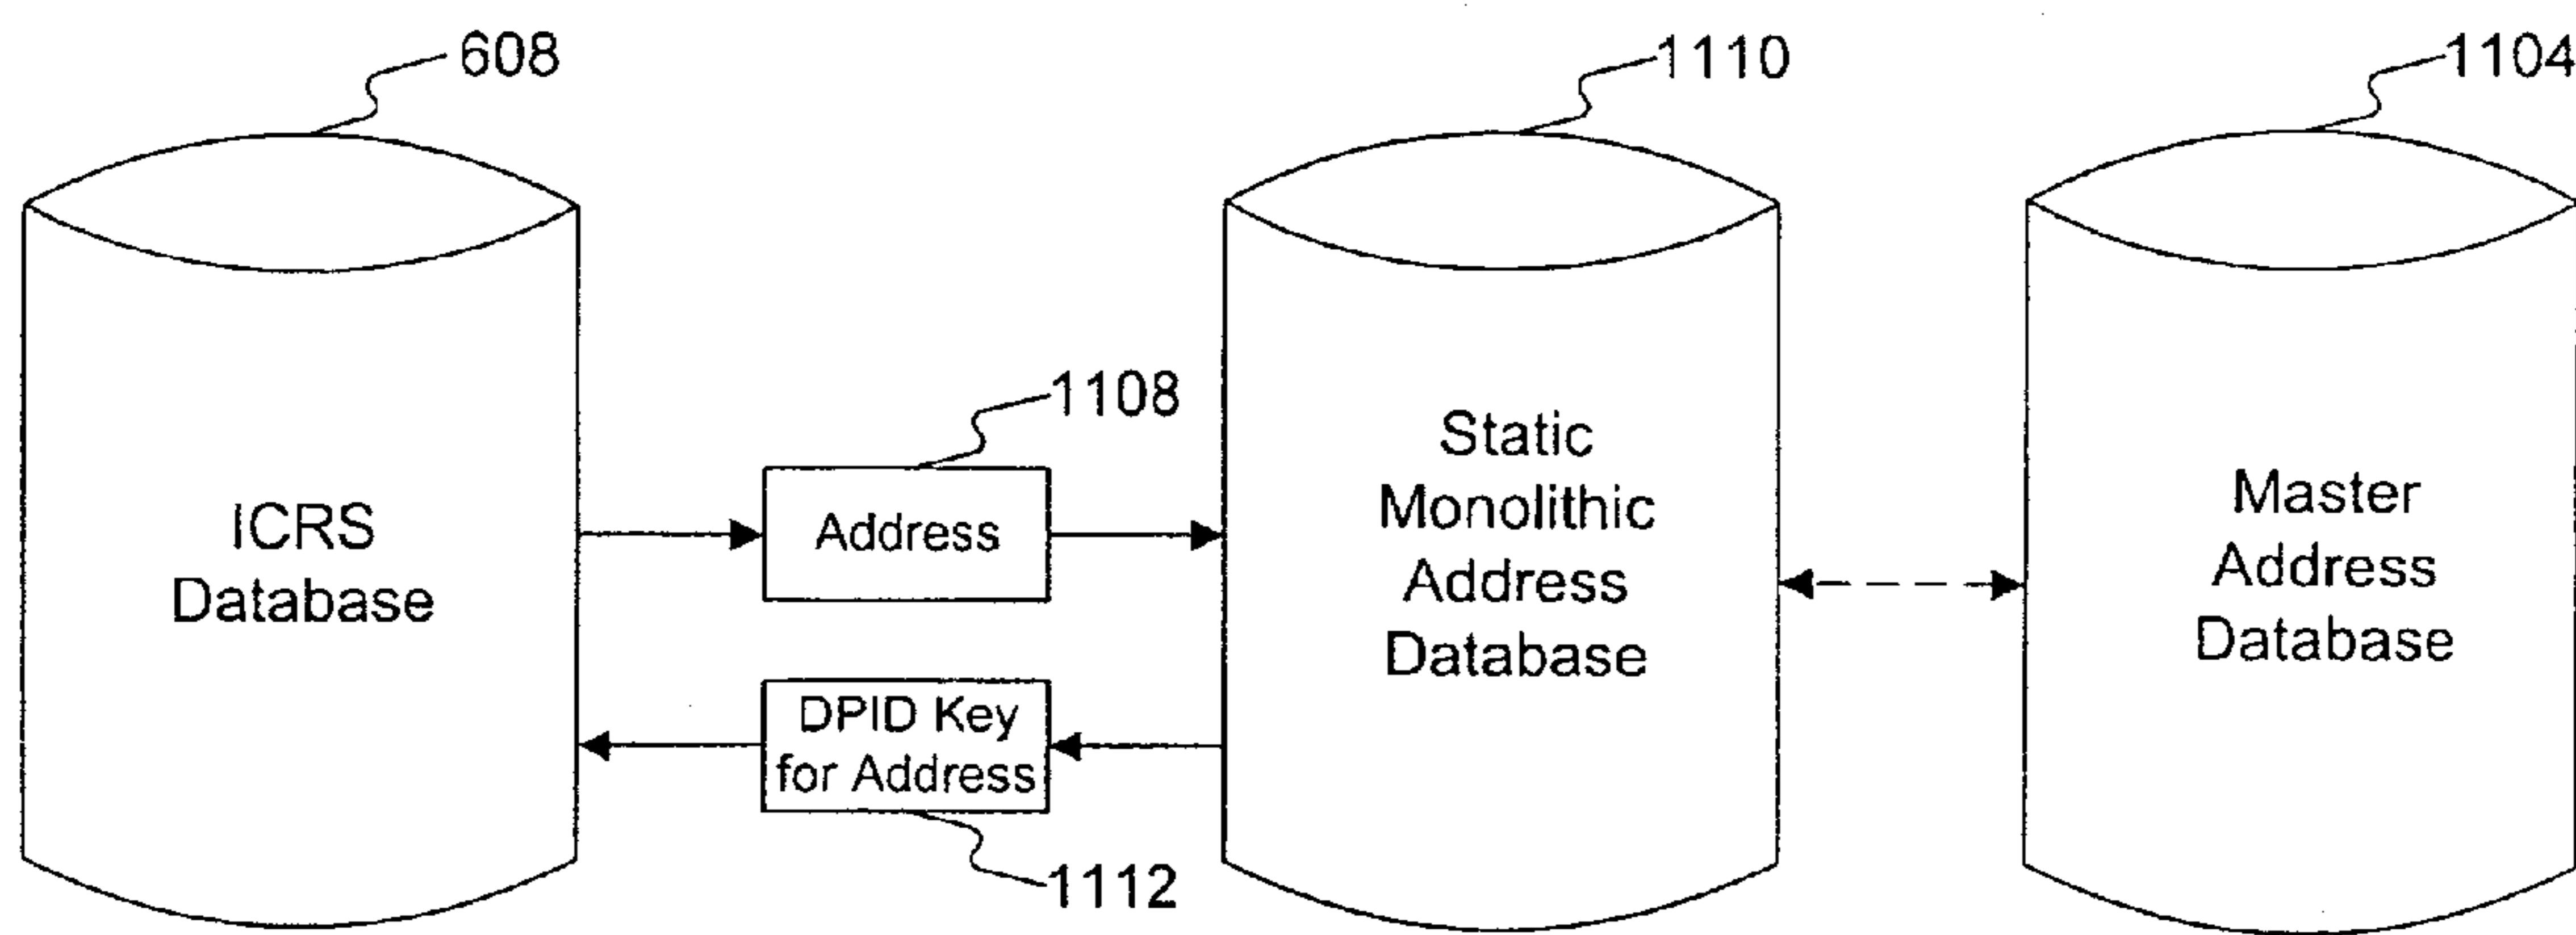 608
1110
1104
1108
ICRS
Database
Address
DPID Key
for Address
1112
Static
Monolithic
Address
Database
Master
Address
Database